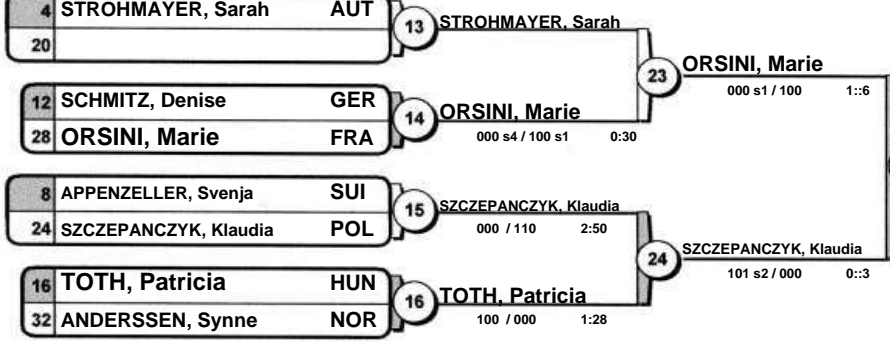 4 STROHMAYER, Sarah AUT
20
13 STROHMAYER, Sarah
12 SCHMITZ, Denise GER
28 ORSINI, Marie FRA
14 ORSINI, Marie
000 s4 / 100 s1 0:30
23 ORSINI, Marie
000 s1 / 100 1::6
8 APPENZELLER, Svenja SUI
24 SZCZEPANCZYK, Klaudia POL
15 SZCZEPANCZYK, Klaudia
000 / 110 2:50
16 TOTH, Patricia HUN
32 ANDERSSEN, Synne NOR
16 TOTH, Patricia
100 / 000 1:28
24 SZCZEPANCZYK, Klaudia
101 s2 / 000 0::3